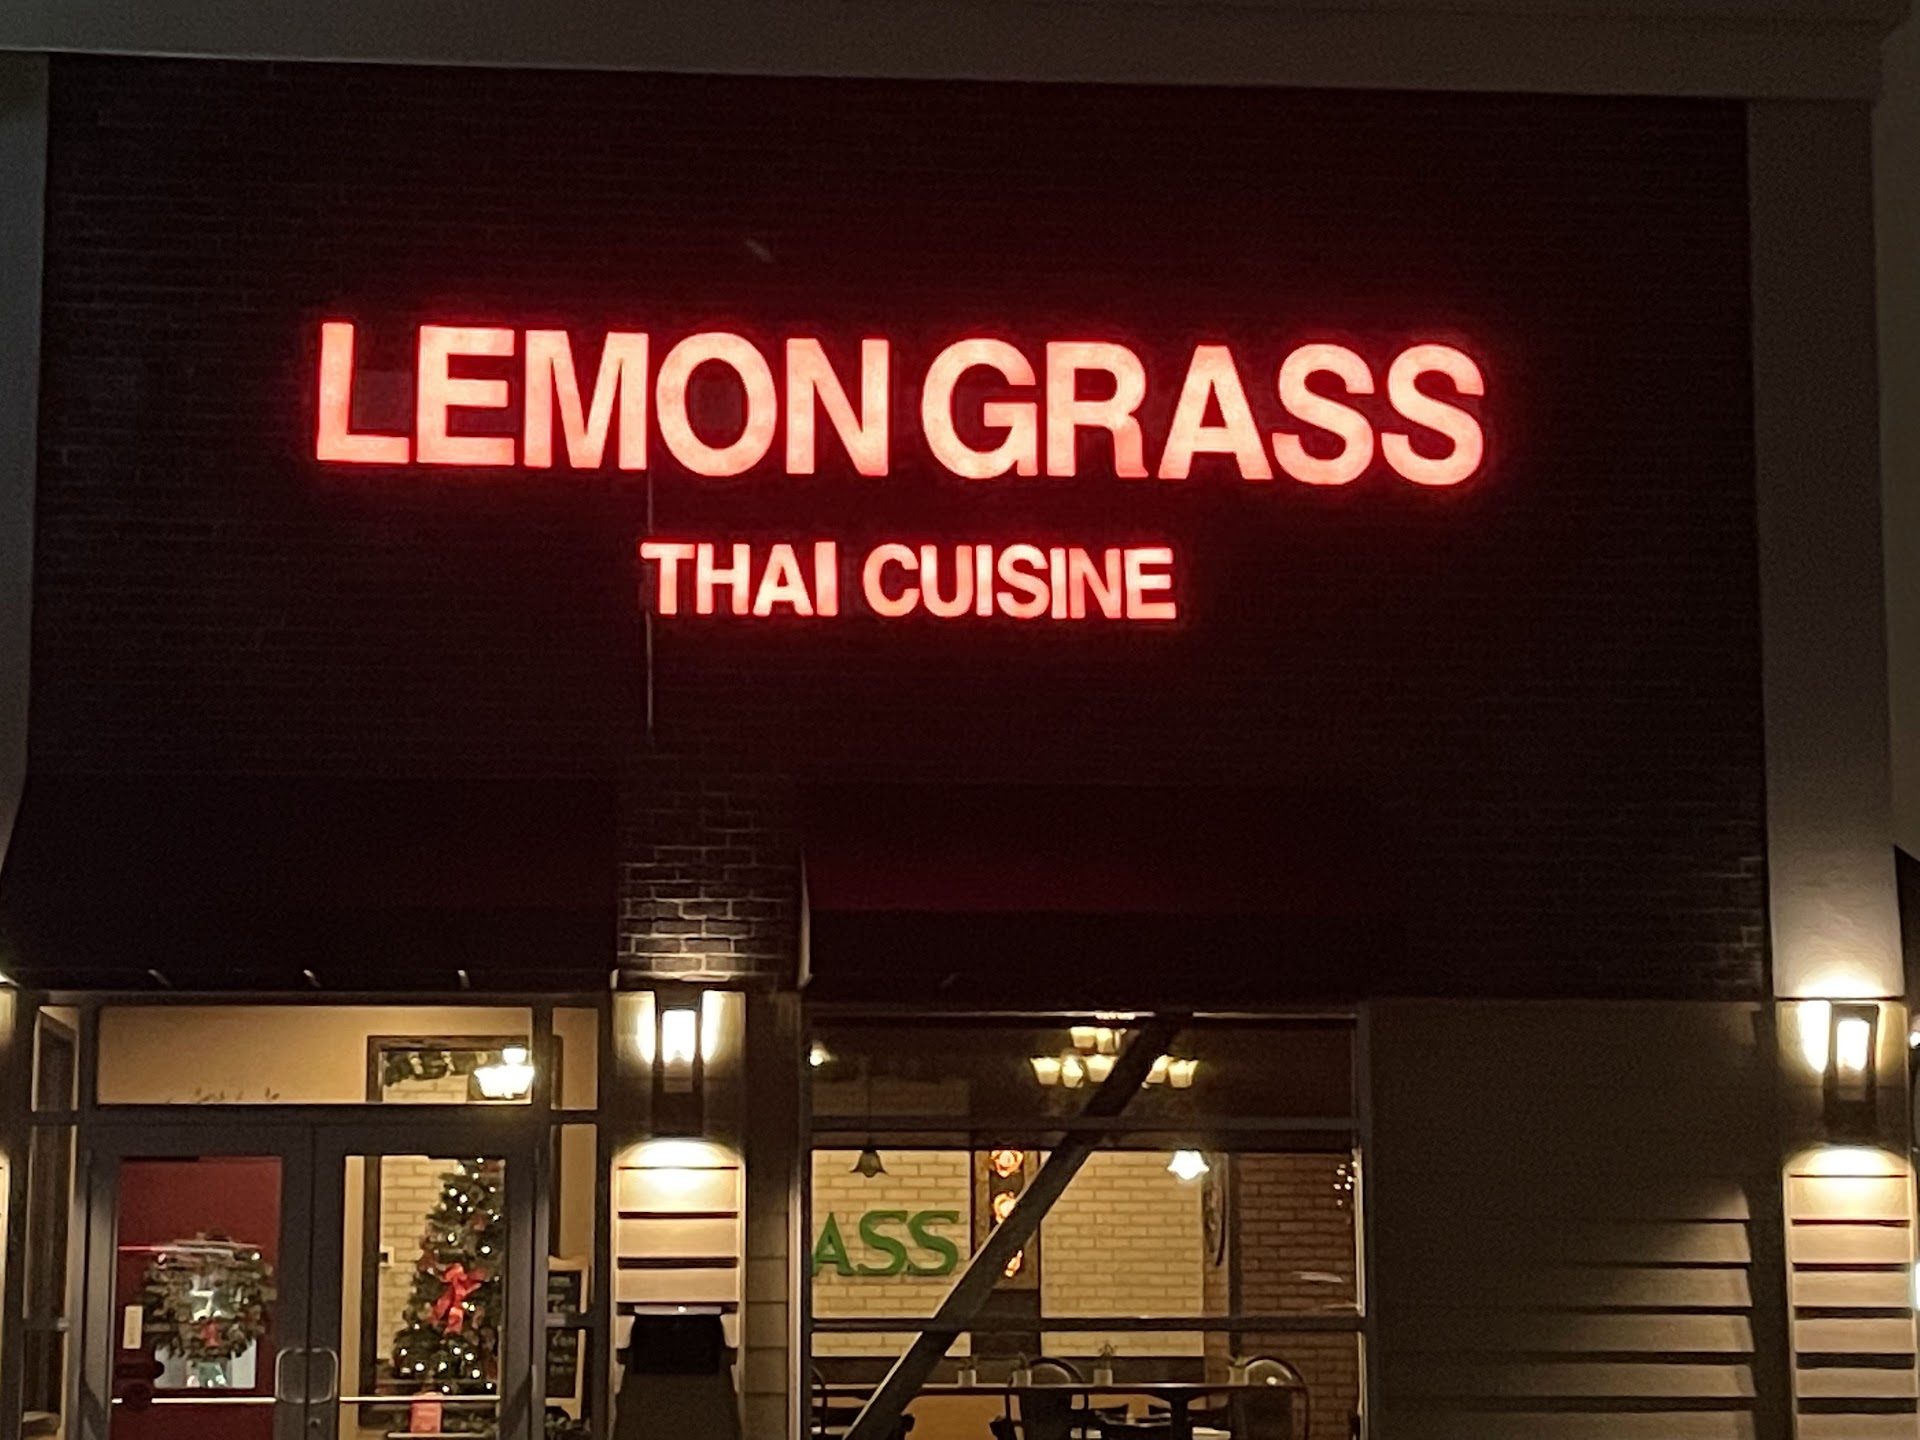 LEMON GRASS
THAI CUISINE
ASS